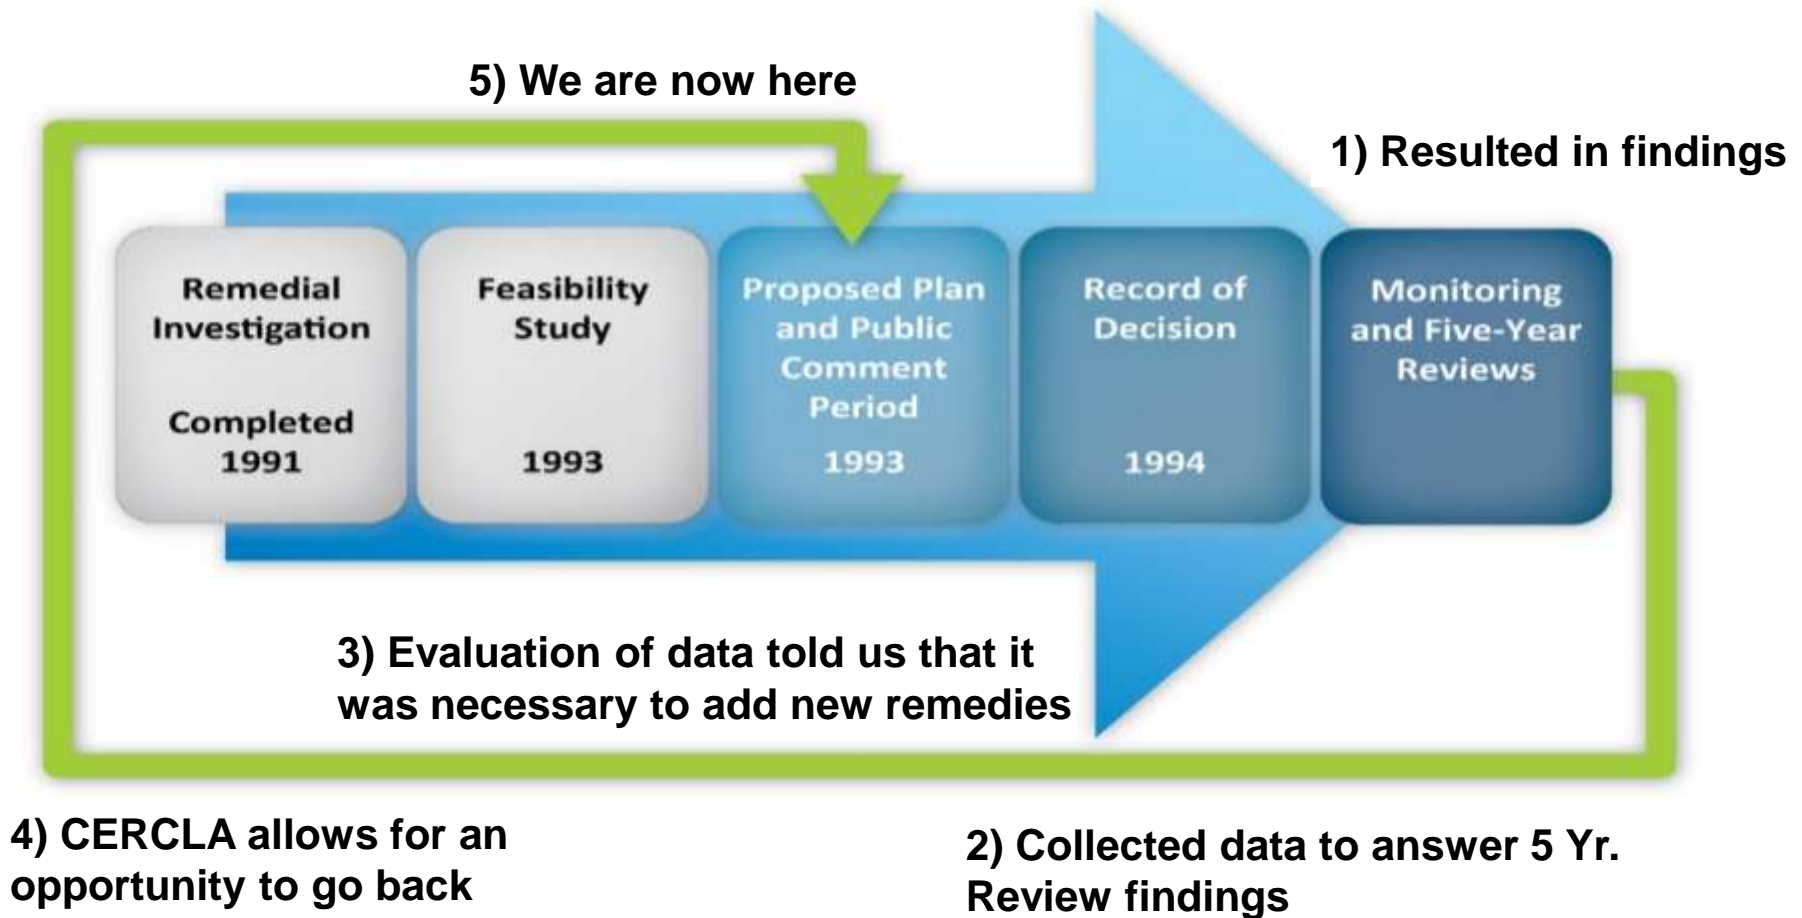 5) We are now here
1) Resulted in findings
Remedial
Investigation
Completed
1991
Feasibility
Study
1993
Proposed Plan
and Public
Comment
Period
1993
Record of
Decision
1994
Monitoring
and Five-Year
Reviews
3) Evaluation of data told us that it
was necessary to add new remedies
4) CERCLA allows for an
opportunity to go back
2) Collected data to answer 5 Yr.
Review findings